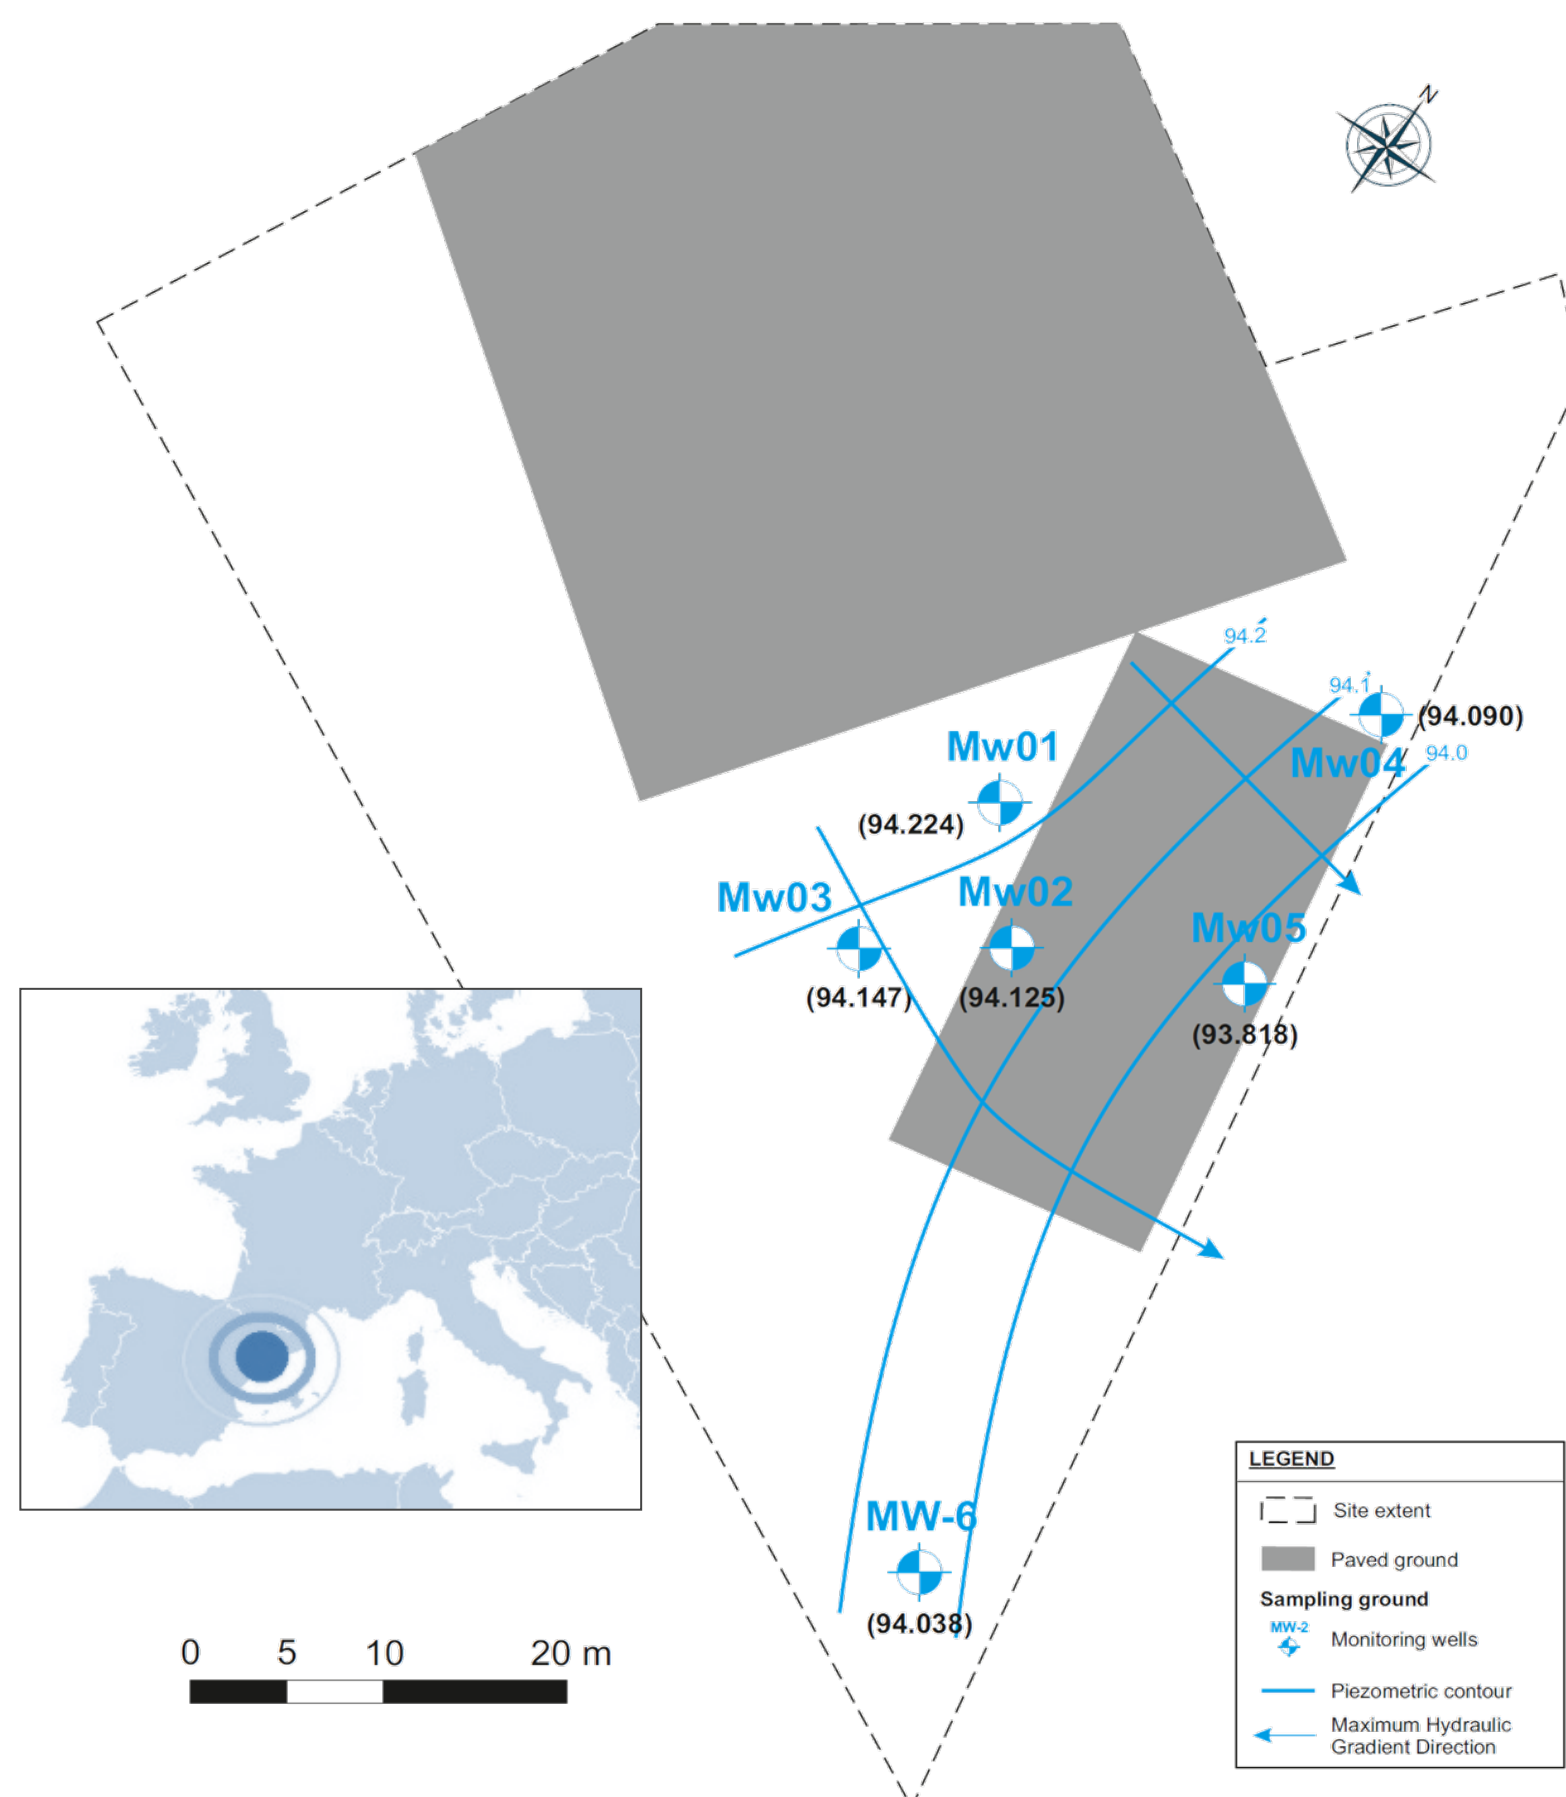 N
94.2
94.1
(94.090)
Mw04
94.0
Mw01
(94.224)
Mw03
Mw02
Mw05
(94.147)
(94.125)
(93.818)
MW-6
(94.038)
0 5 10 20 m
LEGEND
Site extent
Paved ground
Sampling ground
MW-2
Monitoring wells
Piezometric contour
Maximum Hydraulic
Gradient Direction